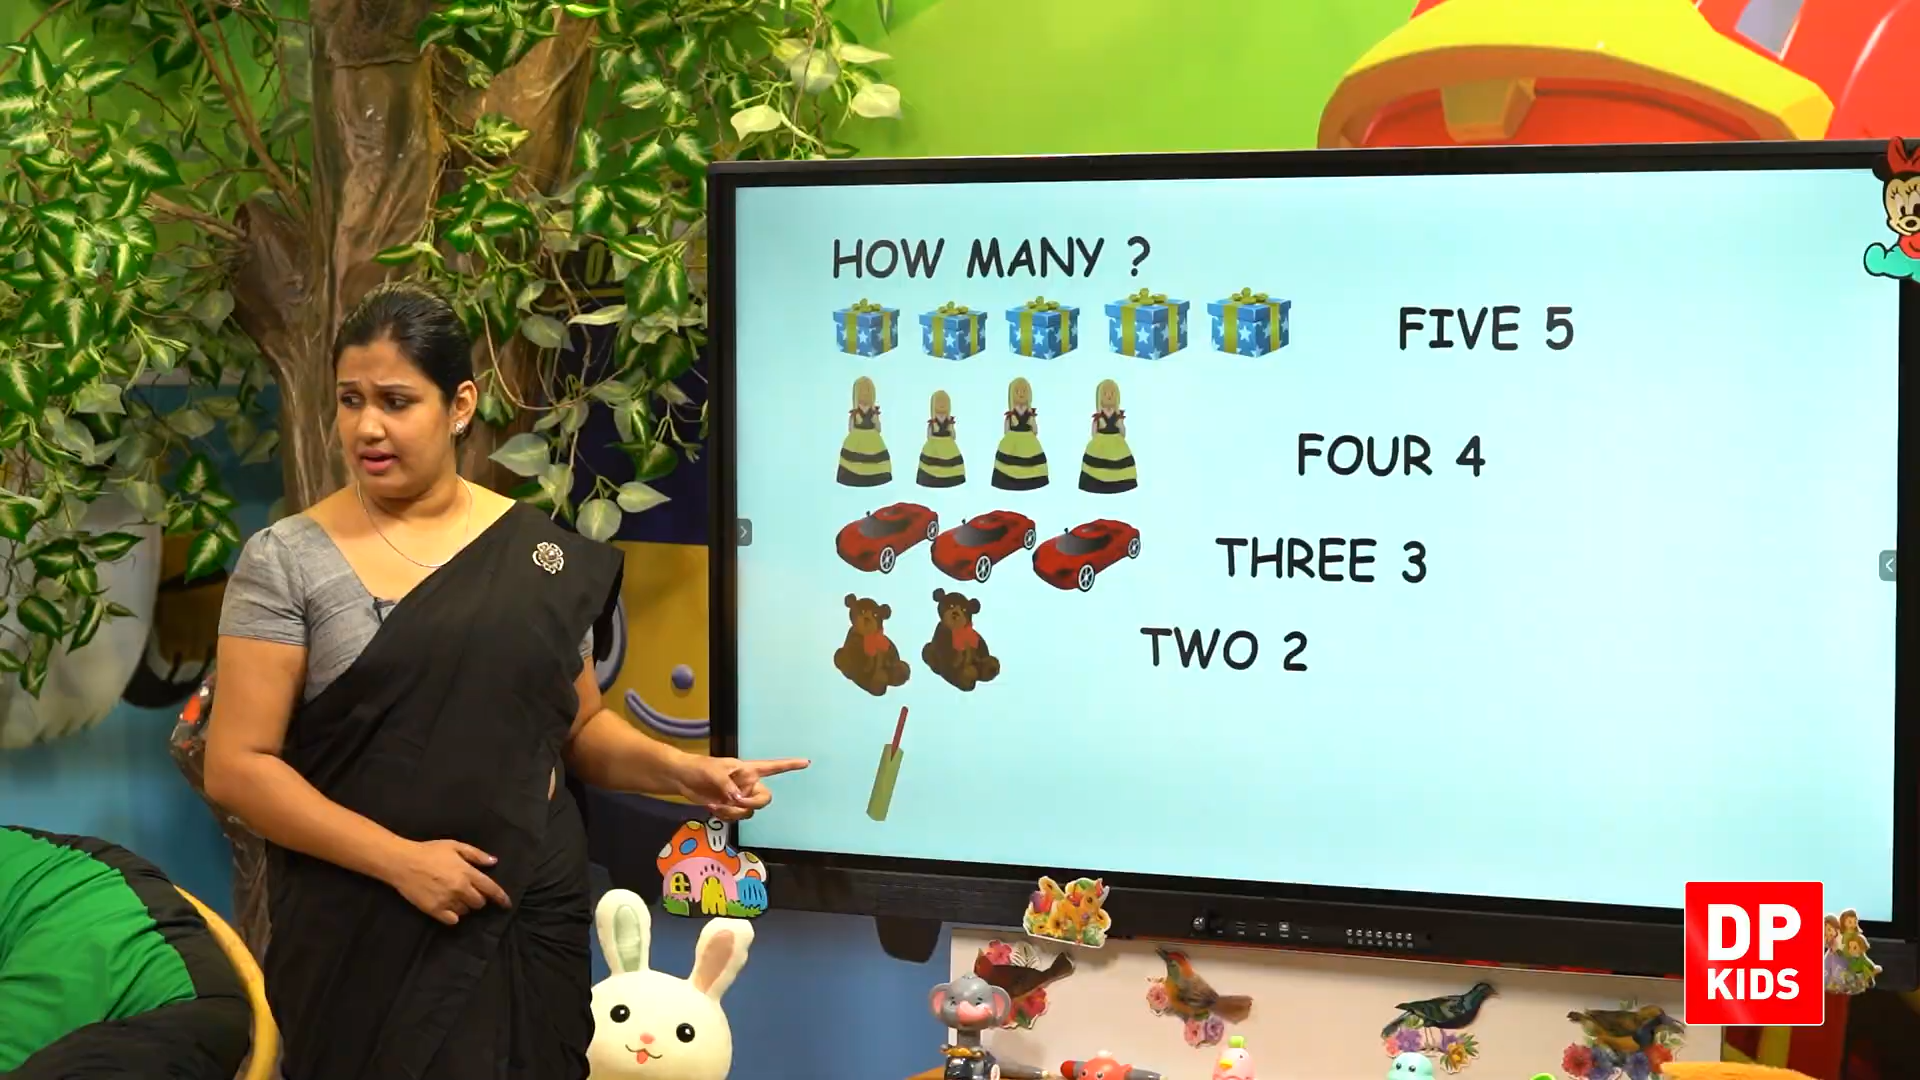 HOW MANY ?
FIVE 5
FOUR 4
THREE 3
TWO 2
DP
KIDS